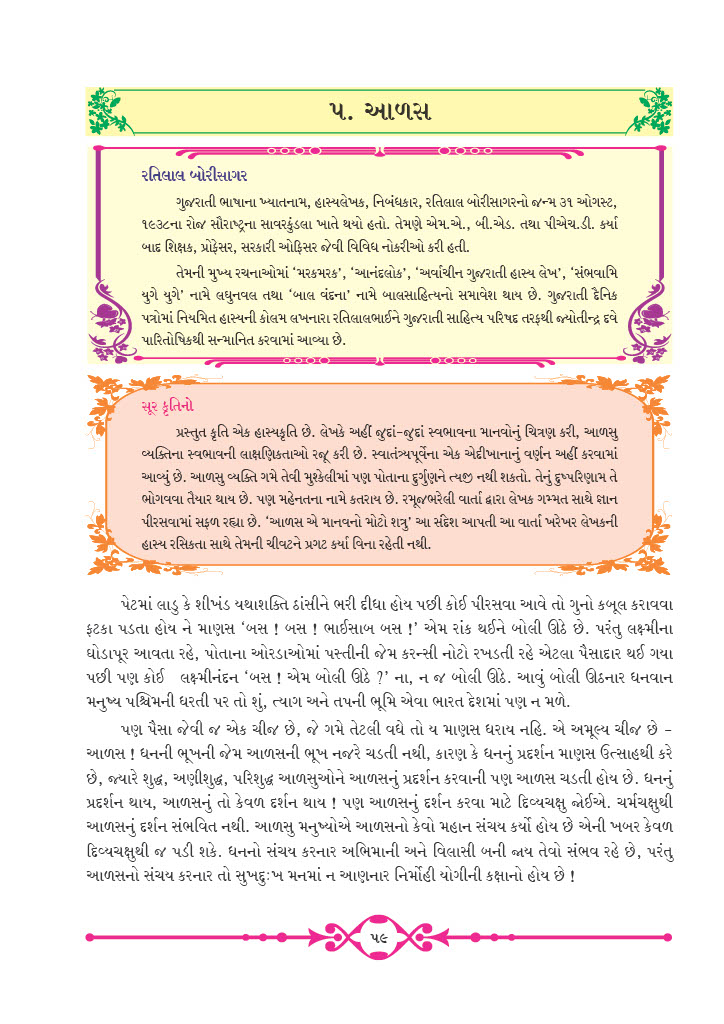 ૫. આળસ
રતિલાલ બોરીસાગર
ગુજરાતી ભાષાના ખ્યાતનામ, હાસ્યલેખક, નિબંધકાર, રતિલાલ બોરીસાગરનો જન્મ ૩૧ ઓગસ્ટ,
૧૯૩૮ના રોજ સૌરાષ્ટ્રના સાવરકુંડલા ખાતે થયો હતો. તેમણે એમ.એ., બી.એડ. તથા પીએચ.ડી. કર્યા
બાદ શિક્ષક, પ્રોફેસર, સરકારી ઓફિસર જેવી વિવિધ નોકરીઓ કરી હતી.
તેમની મુખ્ય રચનાઓમાં ‘મરકમરક’, ‘આનંદલોક’, ‘અર્વાચીન ગુજરાતી હાસ્ય લેખ’, ‘સંભવામિ
યુગે યુગે’ નામે લઘુનવલ તથા ‘બાલ વંદના’ નામે બાલસાહિત્યનો સમાવેશ થાય છે. ગુજરાતી દૈનિક
પત્રોમાં નિયમિત હાસ્યની કોલમ લખનારા રતિલાલભાઈને ગુજરાતી સાહિત્ય પરિષદ તરફથી જ્યોતીન્દ્ર દવે
પારિતોષિકથી સન્માનિત કરવામાં આવ્યા છે.
સૂર કૃતિનો
પ્રસ્તુત કૃતિ એક હાસ્યકૃતિ છે. લેખકે અહીં જુદાં-જુદાં સ્વભાવના માનવોનું ચિત્રણ કરી, આળસુ
વ્યક્તિના સ્વભાવની લાક્ષણિકતાઓ રજૂ કરી છે. સ્વાતંત્ર્યપૂર્વેના એક એદીખાનાનું વર્ણન અહીં કરવામાં
આવ્યું છે. આળસુ વ્યક્તિ ગમે તેવી મુશ્કેલીમાં પણ પોતાના દુર્ગુણને ત્યજી નથી શકતો. તેનું દુષ્પરિણામ તે
ભોગવવા તૈયાર થાય છે. પણ મહેનતના નામે કતરાય છે. રમૂજભરેલી વાર્તા દ્વારા લેખક ગમ્મત સાથે જ્ઞાન
પીરસવામાં સફળ રહ્યા છે. ‘આળસ એ માનવનો મોટો શત્રુ’ આ સંદેશ આપતી આ વાર્તા ખરેખર લેખકની
હાસ્ય રસિકતા સાથે તેમની ચીવટને પ્રગટ કર્યા વિના રહેતી નથી.
પેટમાં લાડુ કે શીખંડ યથાશક્તિ ઠાંસીને ભરી દીધા હોય પછી કોઈ પીરસવા આવે તો ગુનો કબૂલ કરાવવા
ફટકા પડતા હોય ને માણસ ‘બસ ! બસ ! ભાઈસાબ બસ !’ એમ રાંક થઈને બોલી ઊઠે છે. પરંતુ લક્ષ્મીના
ઘોડાપૂર આવતા રહે, પોતાના ઓરડાઓમાં પસ્તીની જેમ કરન્સી નોટો રખડતી રહે એટલા પૈસાદાર થઈ ગયા
પછી પણ કોઈ લક્ષ્મીનંદન ‘બસ ! એમ બોલી ઊઠે ?’ ના, ન જ બોલી ઊઠે. આવું બોલી ઊઠનાર ધનવાન
મનુષ્ય પશ્ચિમની ધરતી પર તો શું, ત્યાગ અને તપની ભૂમિ એવા ભારત દેશમાં પણ ન મળે.
પણ પૈસા જેવી જ એક ચીજ છે, જે ગમે તેટલી વધે તો ય માણસ ધરાય નહિ. એ અમૂલ્ય ચીજ છે -
આળસ ! ધનની ભૂખની જેમ આળસની ભૂખ નજરે ચડતી નથી, કારણ કે ધનનું પ્રદર્શન માણસ ઉત્સાહથી કરે
છે, જ્યારે શુદ્ધ, અણીશુદ્ધ, પરિશુદ્ધ આળસુઓને આળસનું પ્રદર્શન કરવાની પણ આળસ ચડતી હોય છે. ધનનું
પ્રદર્શન થાય, આળસનું તો કેવળ દર્શન થાય ! પણ આળસનું દર્શન કરવા માટે દિવ્યચક્ષુ જોઈએ. ચર્મચક્ષુથી
આળસનું દર્શન સંભવિત નથી. આળસુ મનુષ્યોએ આળસનો કેવો મહાન સંચય કર્યો હોય છે એની ખબર કેવળ
દિવ્યચક્ષુથી જ પડી શકે. ધનનો સંચય કરનાર અભિમાની અને વિલાસી બની જાય તેવો સંભવ રહે છે, પરંતુ
આળસનો સંચય કરનાર તો સુખદુઃખ મનમાં ન આણનાર નિર્મોહી યોગીની કક્ષાનો હોય છે !
૫૯